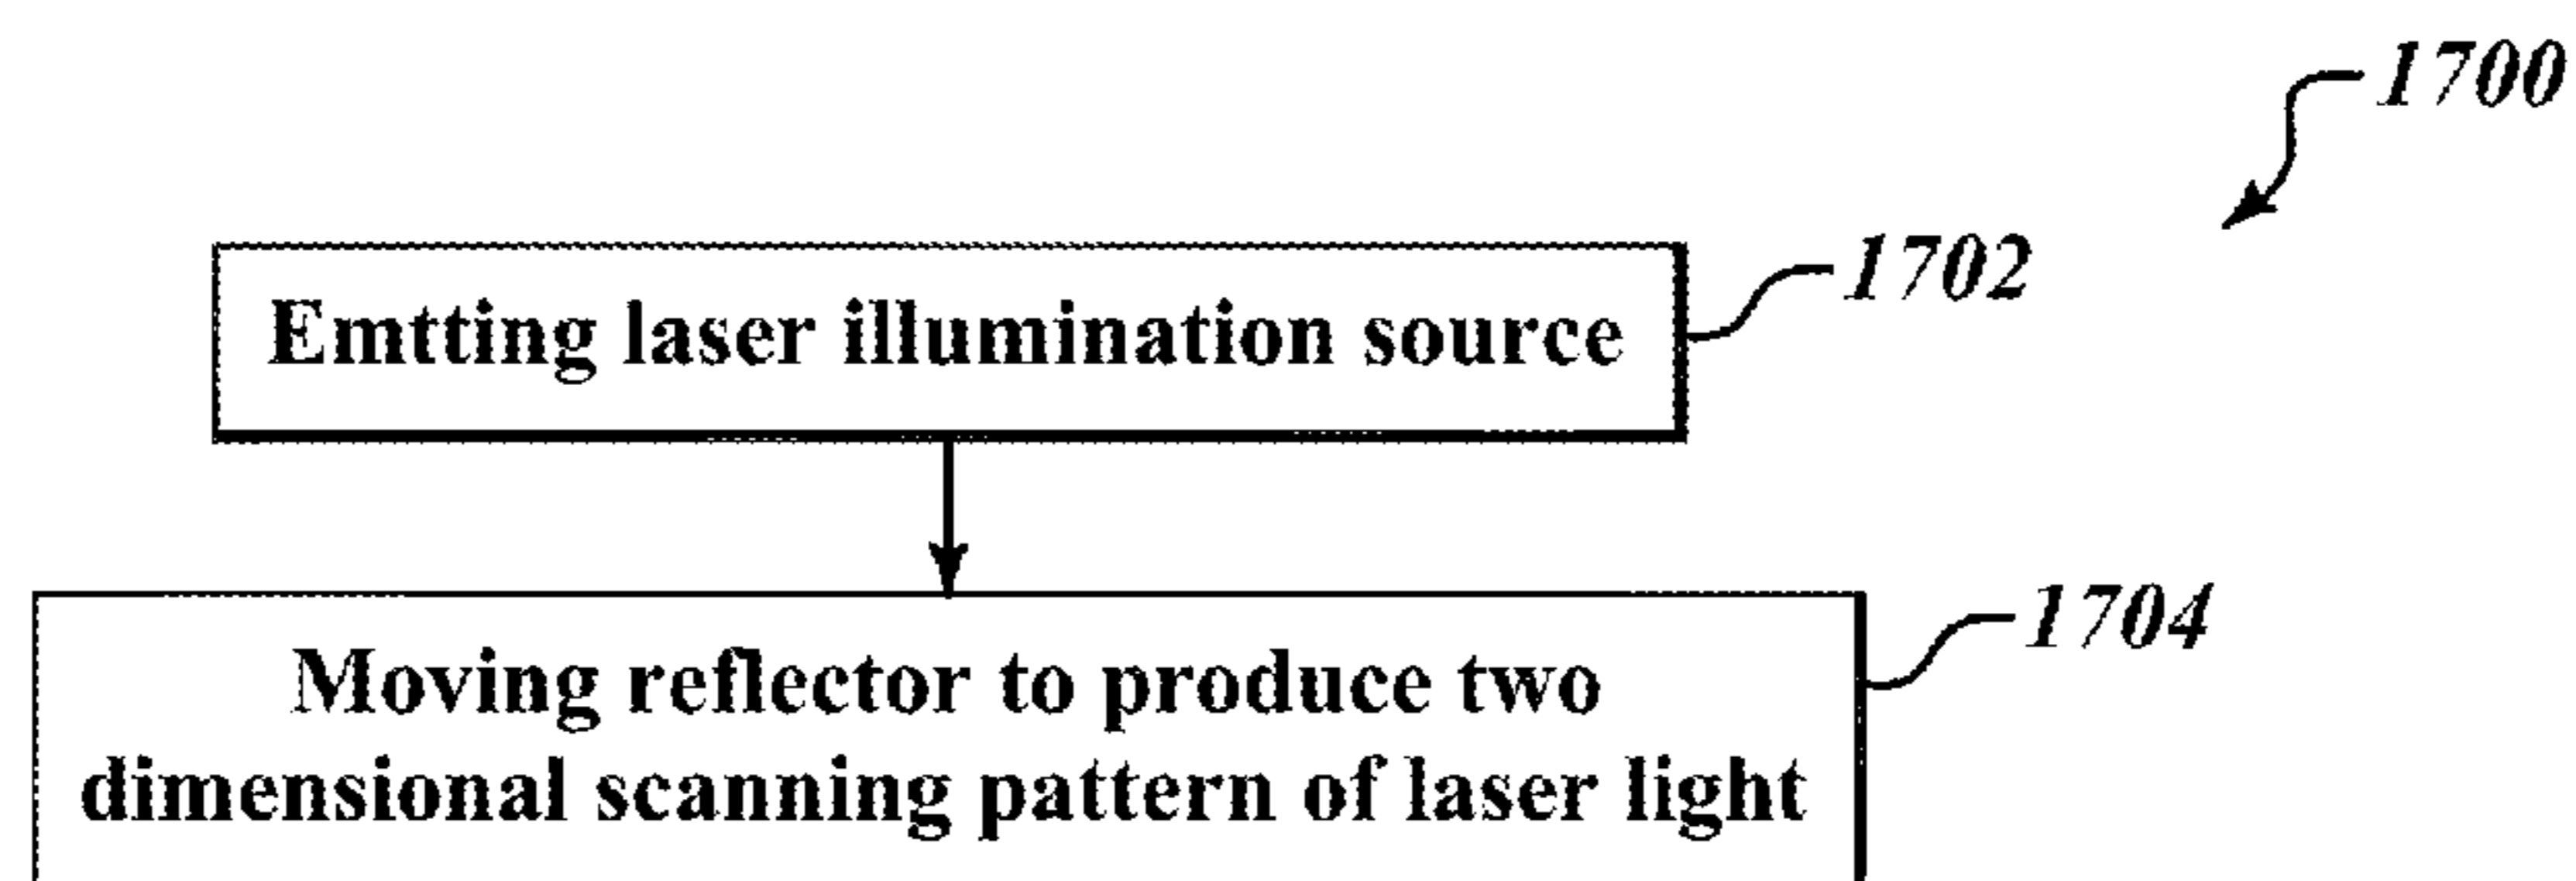 1700
1702
Emtting laser illumination source
1704
Moving reflector to produce two
dimensional scanning pattern of laser light